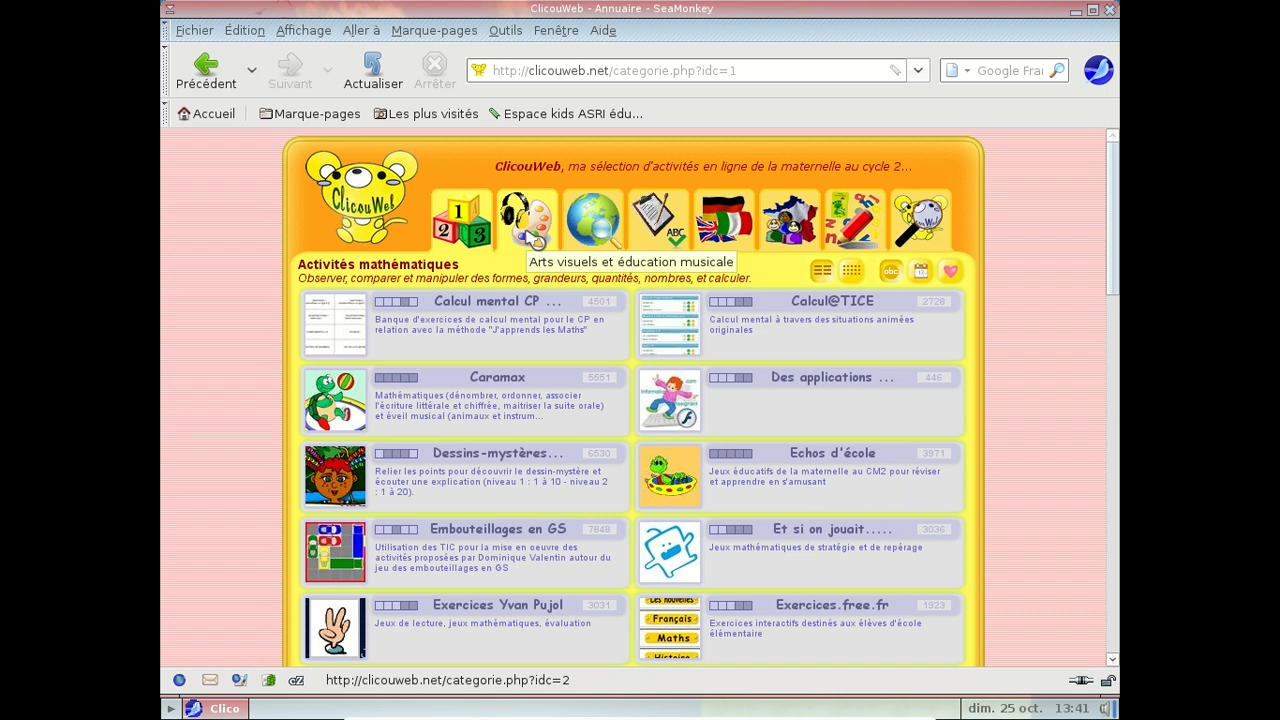 ClicouWeb - Annuaire - SeaMonkey
Fichier Édition Affichage Aller à Marque-pages Outils Fenêtre Aide
Précédent Suivant Actualiser Arrêter http://clicouweb.net/categorie.php?idc=1 Google Frai
Accueil Marque-pages Les plus visités Espace kids ASRI édu...
ClicouWeb, ma sélection d'activités en ligne de la maternelle au cycle 2...
ClicouWeb
1 2 3
ABC
Arts visuels et éducation musicale
Activités mathématiques
abc
Observer, comparer et manipuler des formes, grandeurs, quantités, nombres, et calculer.
Calcul mental CP ... 4501
Banque d'exercices de calcul mental pour le CP en
relation avec la méthode "J'apprends les Maths"
Calcul@TICE 2728
Calcul mental à travers des situations animées
originales
Caramax 5551
Mathématiques (dénombrer, ordonner, associer
l'écriture littérale et chiffrée, maitriser la suite orale)
et éveil musical (animaux et instrum...
Des applications ... 446
Dessins-mystères... 6530
Relier les points pour découvrir le dessin-mystère et
écouter une explication (niveau 1 : 1 à 10 - niveau 2
: 1 à 20).
Echos d'école 3971
Jeux éducatifs de la maternelle au CM2 pour réviser
et apprendre en s'amusant
Embouteillages en GS 7848
Utilisation des TIC pour la mise en oeuvre des
activités proposées par Dominique Valentin autour du
jeu des embouteillages en GS
Et si on jouait..... 3036
Jeux mathématiques de stratégie et de repérage
Exercices Yvan Pujol 3031
Jeux de lecture, jeux mathématiques, évaluation
Les nouvelles
Français
Maths
Histoire
Exercices.free.fr 1923
Exercices interactifs destinés aux élèves d'école
élémentaire
http://clicouweb.net/categorie.php?idc=2
Clico
dim. 25 oct. 13:41